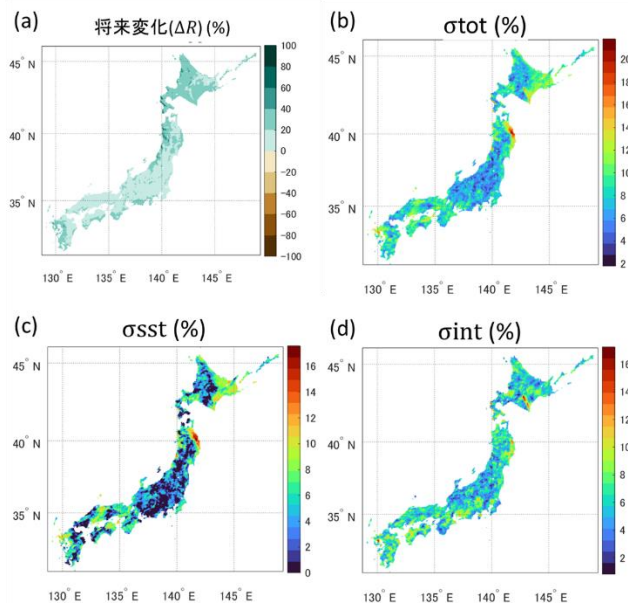 (a)
将来変化(ΔR) (%)
100
80
60
40
20
0
−20
−40
−60
−80
−100
45° N
40° N
35° N
130° E
135° E
140° E
145° E
(b)
σtot (%)
20
18
16
14
12
10
8
6
4
2
45° N
40° N
35° N
130° E
135° E
140° E
145° E
(c)
σsst (%)
16
14
12
10
8
6
4
2
0
45° N
40° N
35° N
130° E
135° E
140° E
145° E
(d)
σint (%)
16
14
12
10
8
6
4
2
45° N
40° N
35° N
130° E
135° E
140° E
145° E